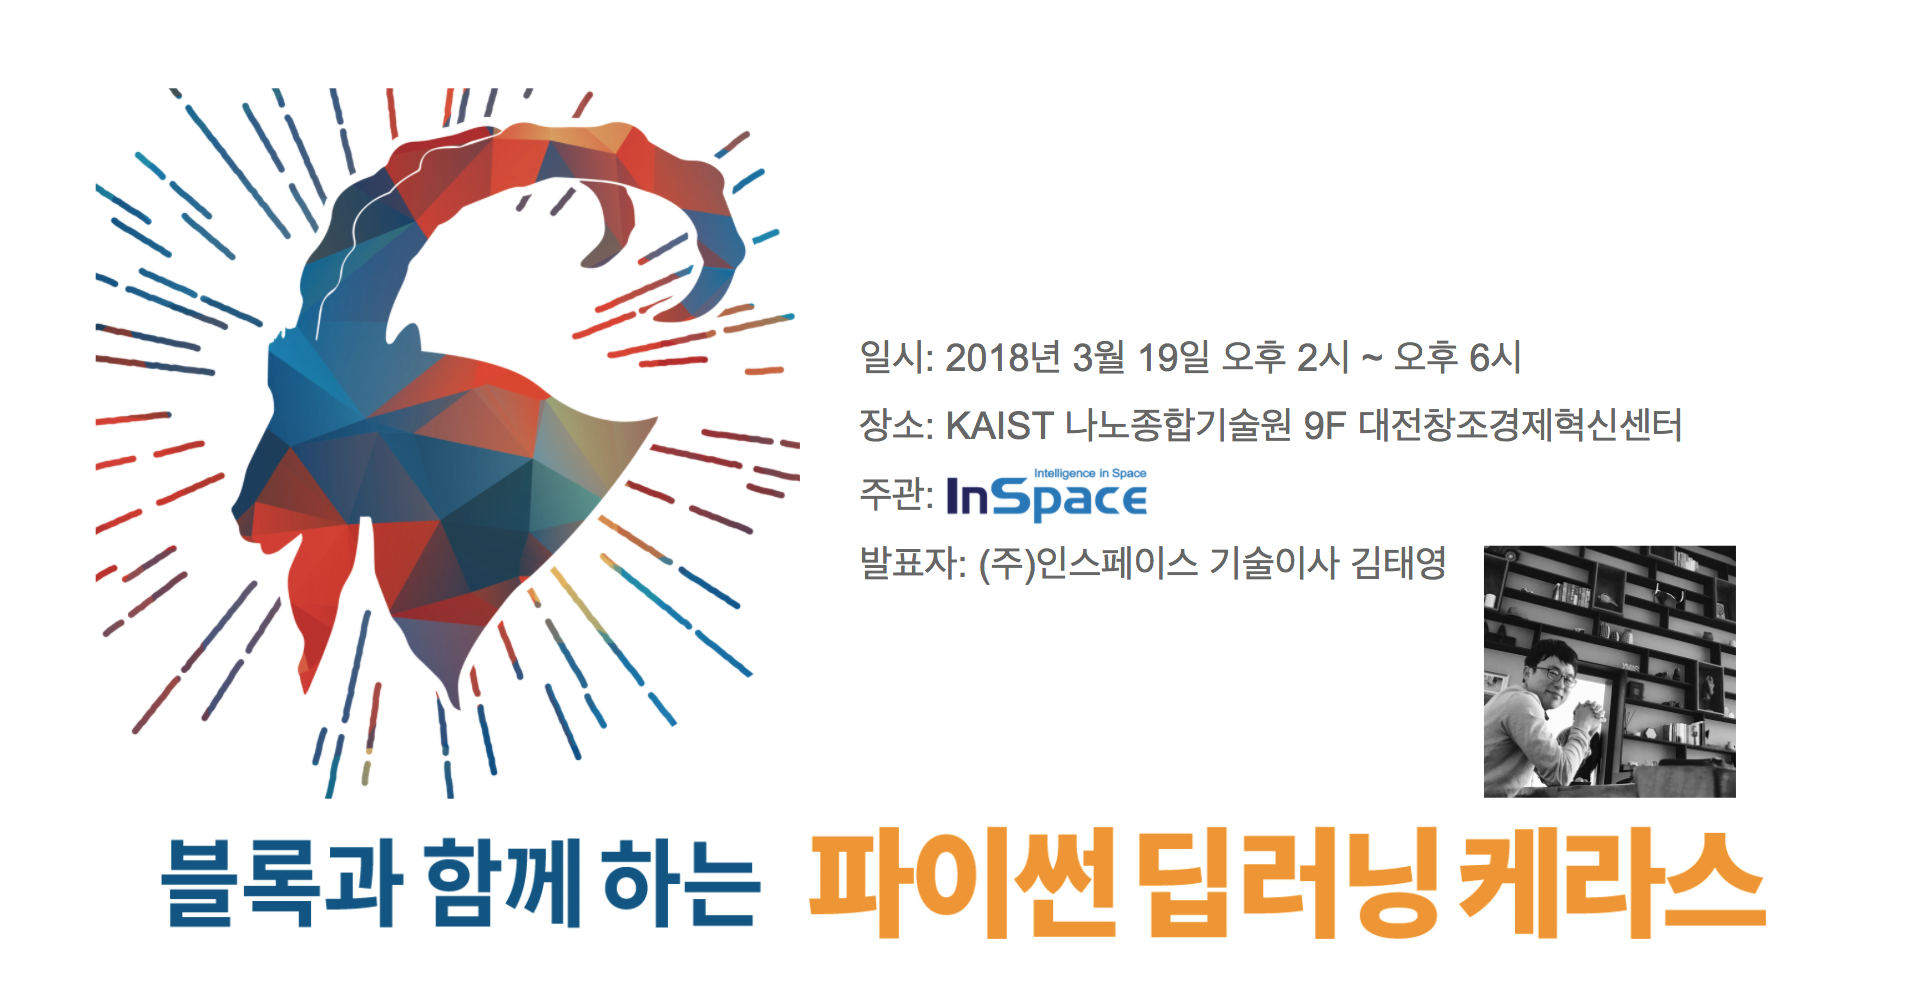 일시: 2018년 3월 19일 오후 2시 ~ 오후 6시
장소: KAIST 나노종합기술원 9F 대전창조경제혁신센터
주관: InSpace Intelligence in Space
발표자: (주)인스페이스 기술이사 김태영
블록과 함께 하는 파이썬 딥러닝 케라스